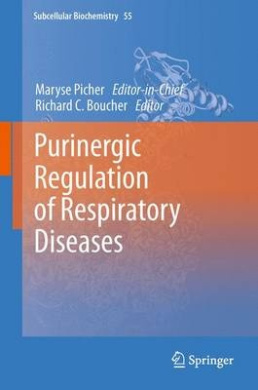 Subcellular Biochemistry 55
Maryse Picher Editor-in-Chief
Richard C. Boucher Editor
Purinergic
Regulation
of Respiratory
Diseases
Springer